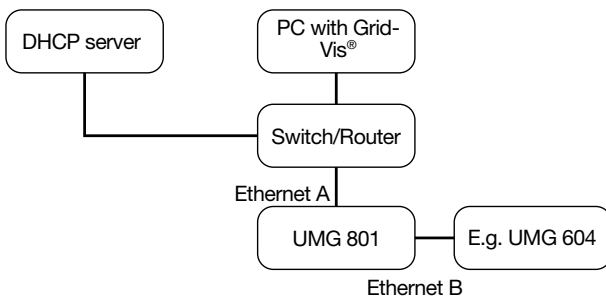 DHCP server
PC with Grid-
Vis®
Switch/Router
Ethernet A
UMG 801
E.g. UMG 604
Ethernet B